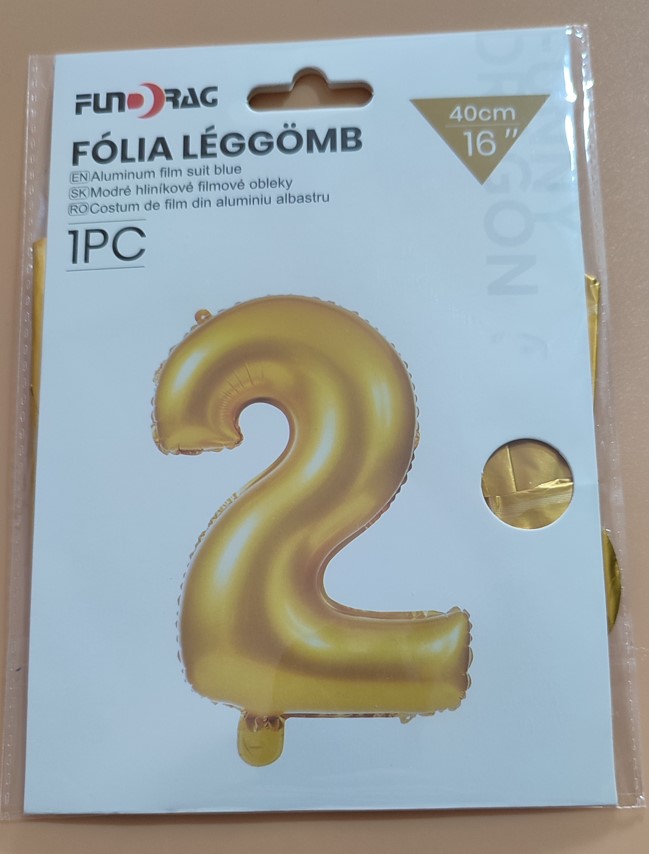 FUNDRAG
40cm
16"
FÓLIA LÉGGÖMB
EN Aluminum film suit blue
SK Modré hliníkové filmové obleky
RO Costum de film din aluminiu albastru
1PC